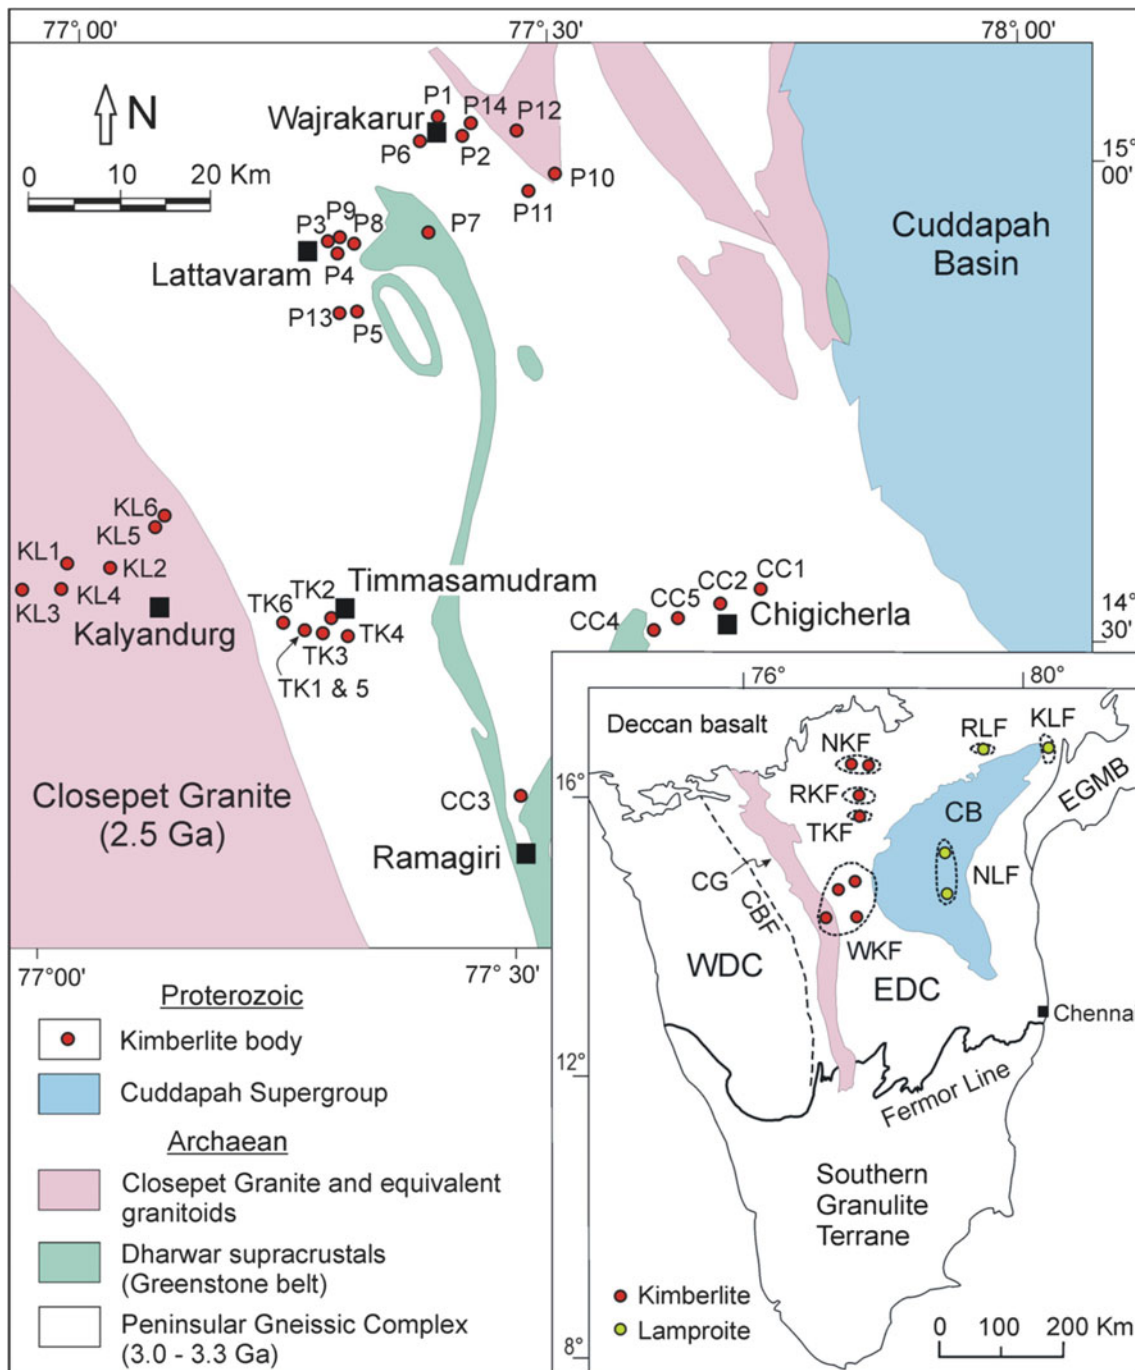 77° 00'
77° 30'
78° 00'
N
0 10 20 Km
Wajrakarur
P1
P14
P12
P6
P2
P10
P11
15°
00'
P3
P9
P8
P7
Lattavaram
P4
P13
P5
Cuddapah
Basin
KL6
KL5
KL1
KL2
KL3
KL4
Kalyandurg
TK2
Timmasamudram
TK6
TK4
TK3
TK1 & 5
CC1
CC2
CC5
CC4
Chigicherla
14°
30'
Closepet Granite
(2.5 Ga)
CC3
Ramagiri
77° 00'
77° 30'
Proterozoic
Kimberlite body
Cuddapah Supergroup
Archaean
Closepet Granite and equivalent
granitoids
Dharwar supracrustals
(Greenstone belt)
Peninsular Gneissic Complex
(3.0 - 3.3 Ga)
76°
80°
Deccan basalt
NKF
RLF
KLF
16°
RKF
TKF
CB
EGMB
CG
CBF
NLF
WKF
WDC
EDC
Chennai
12°
Fermor Line
Southern
Granulite
Terrane
Kimberlite
Lamproite
8°
0 100 200 Km